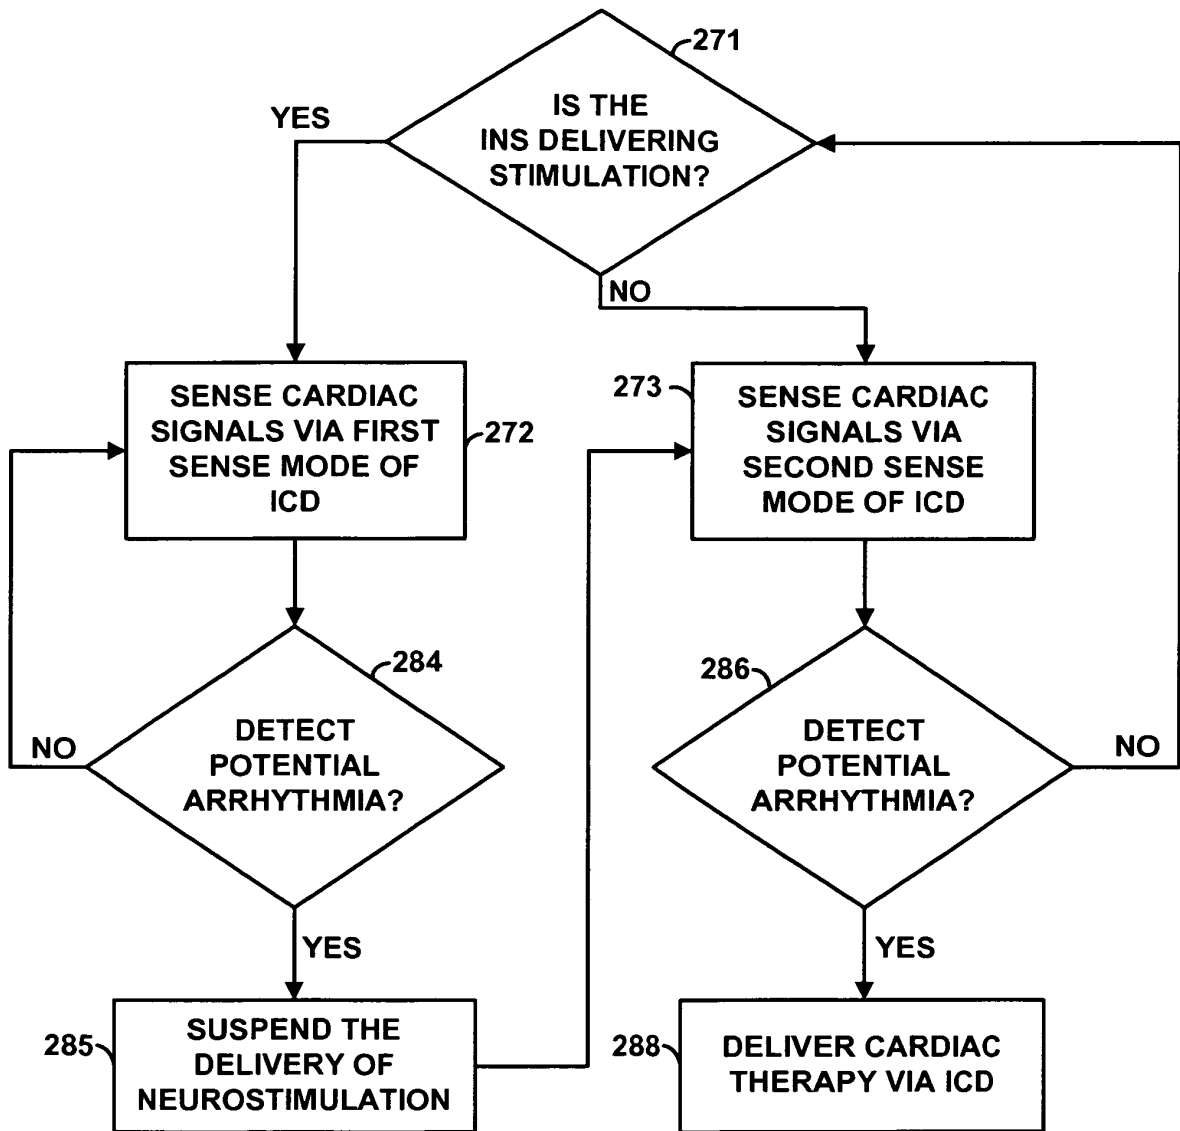 271
IS THE
INS DELIVERING
STIMULATION?
YES
NO
SENSE CARDIAC
SIGNALS VIA FIRST
SENSE MODE OF
ICD
272
273
SENSE CARDIAC
SIGNALS VIA
SECOND SENSE
MODE OF ICD
284
DETECT
POTENTIAL
ARRHYTHMIA?
NO
YES
286
DETECT
POTENTIAL
ARRHYTHMIA?
NO
YES
285
SUSPEND THE
DELIVERY OF
NEUROSTIMULATION
288
DELIVER CARDIAC
THERAPY VIA ICD